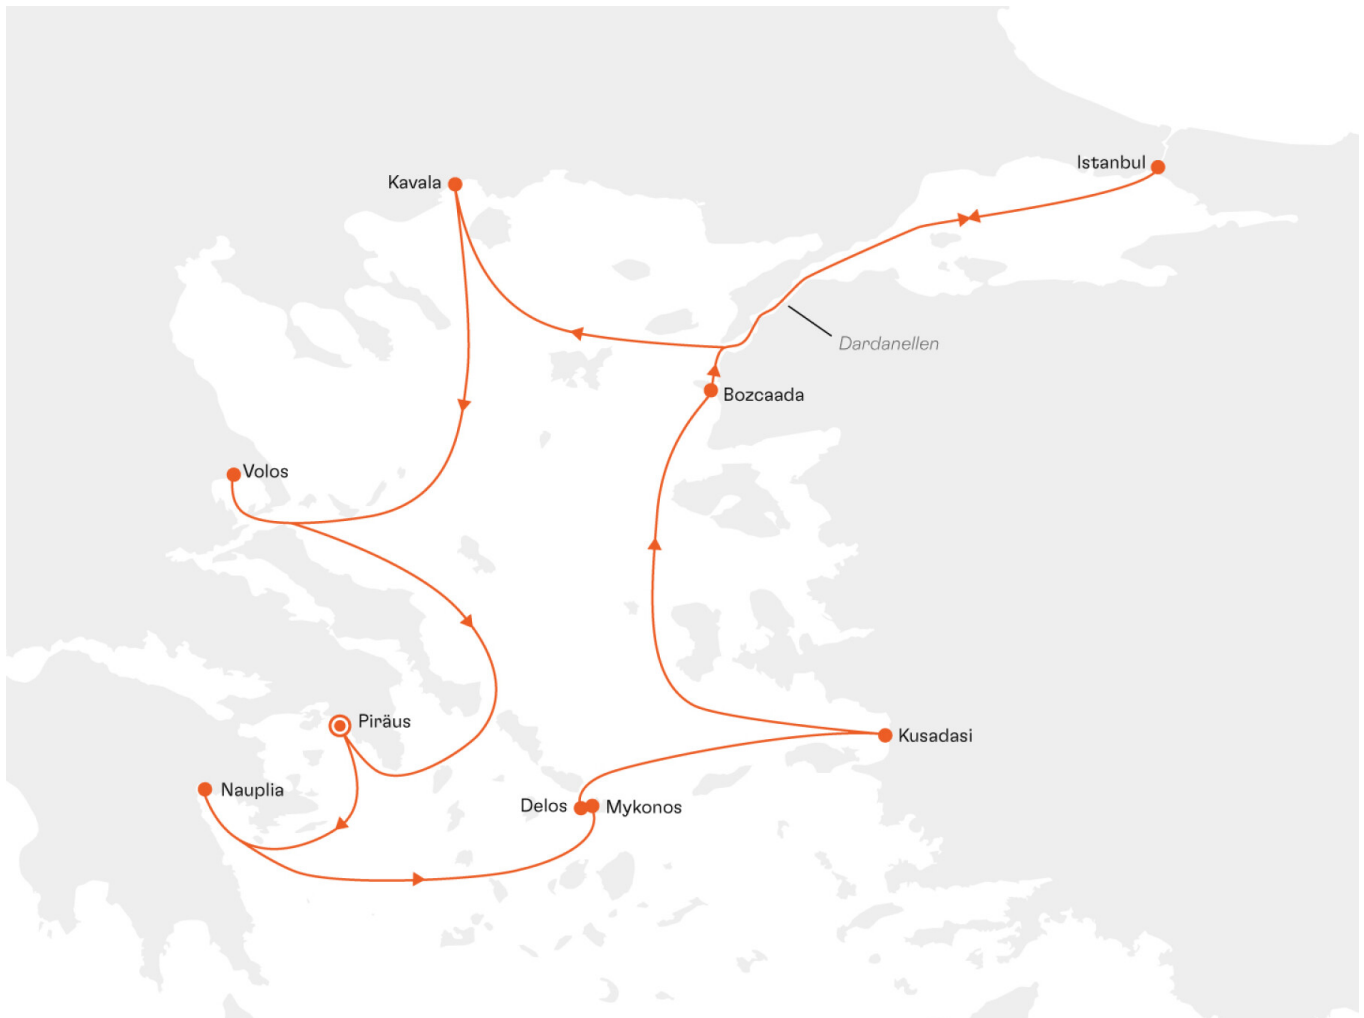 Istanbul
Kavala
Dardanellen
Bozcaada
Volos
Piräus
Kusadasi
Nauplia
Delos
Mykonos